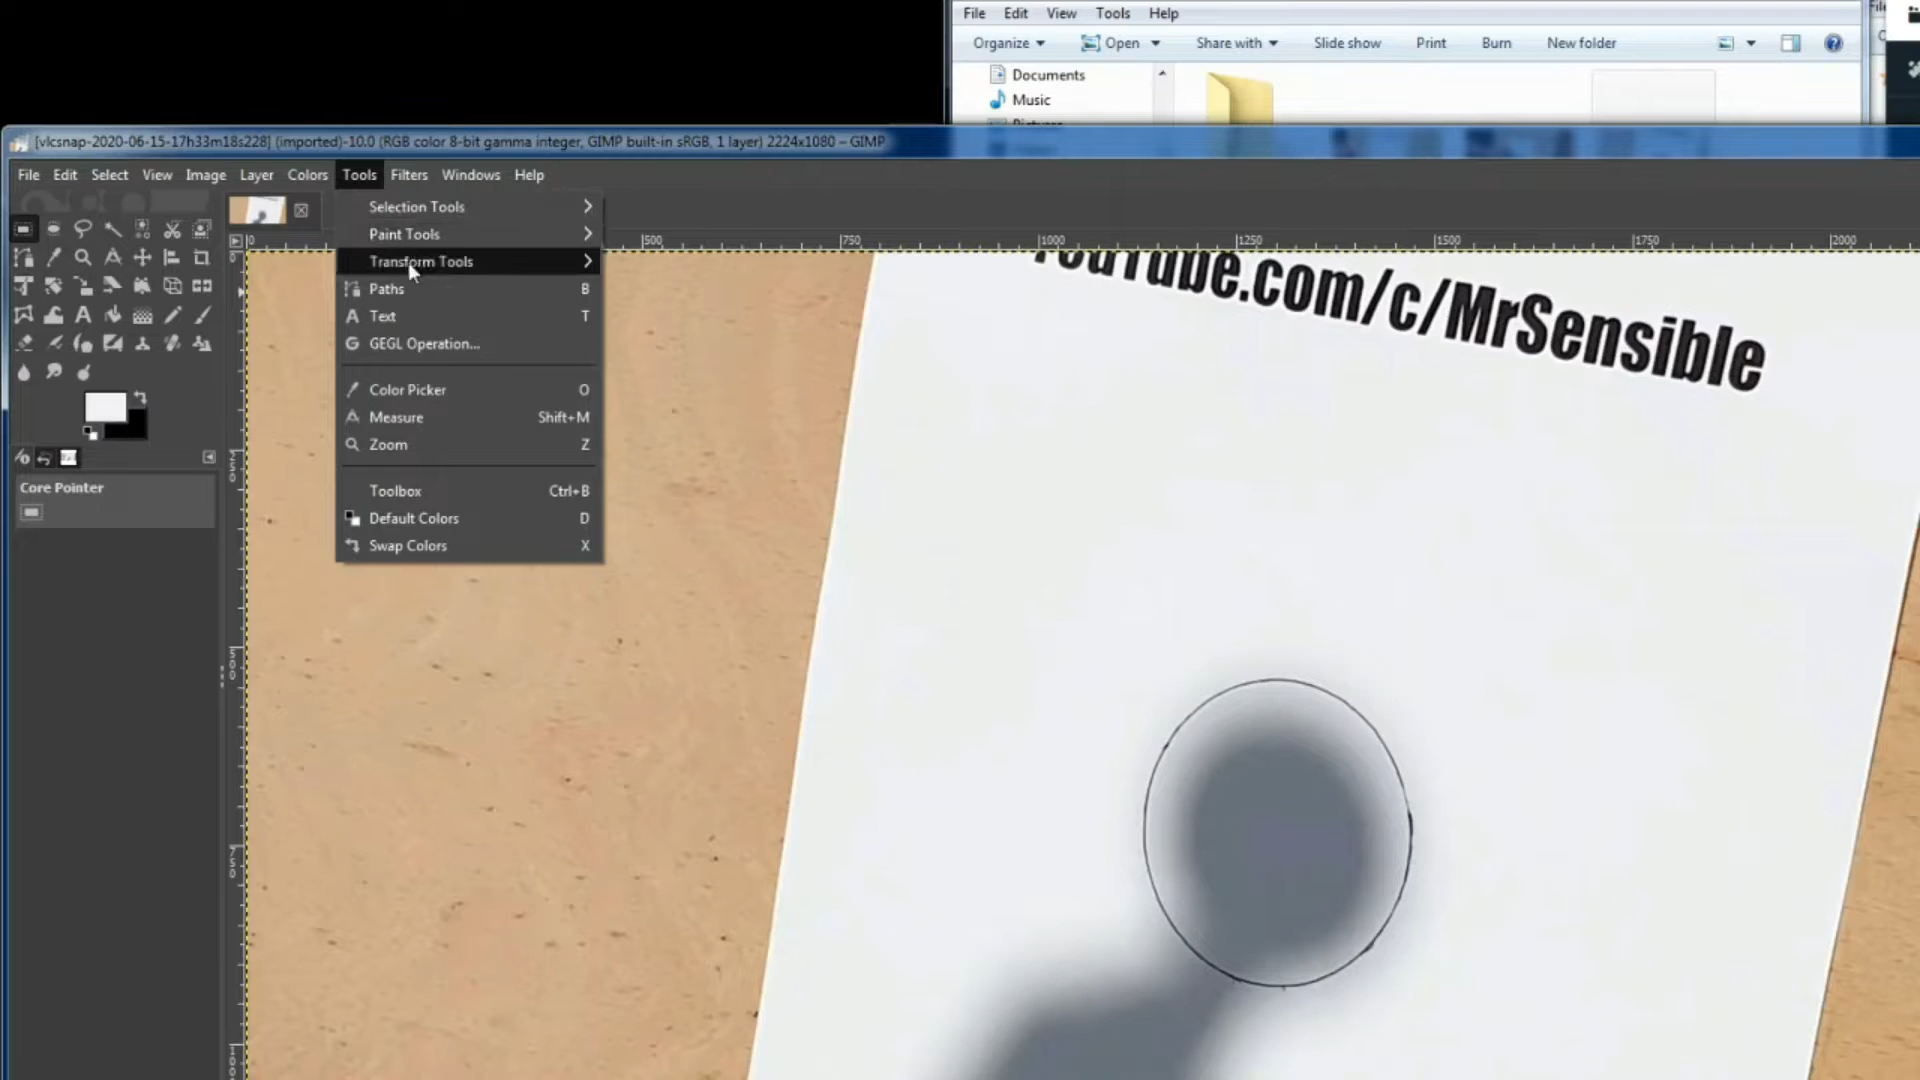 File Edit View Tools Help
Organize Open Share with Slide show Print Burn New folder
Documents
Music
[vlcsnap-2020-06-15-17h33m18s228] (imported)-10.0 (RGB color 8-bit gamma integer, GIMP built-in sRGB, 1 layer) 2224x1080 – GIMP
File Edit Select View Image Layer Colors Tools Filters Windows Help
Selection Tools
Paint Tools
Transform Tools
Paths B
Text T
GEGL Operation...
Color Picker O
Measure Shift+M
Zoom Z
Toolbox Ctrl+B
Default Colors D
Swap Colors X
Core Pointer
0 500 750 1000 1250 1500 1750 2000
250
500
750
YouTube.com/c/MrSensible